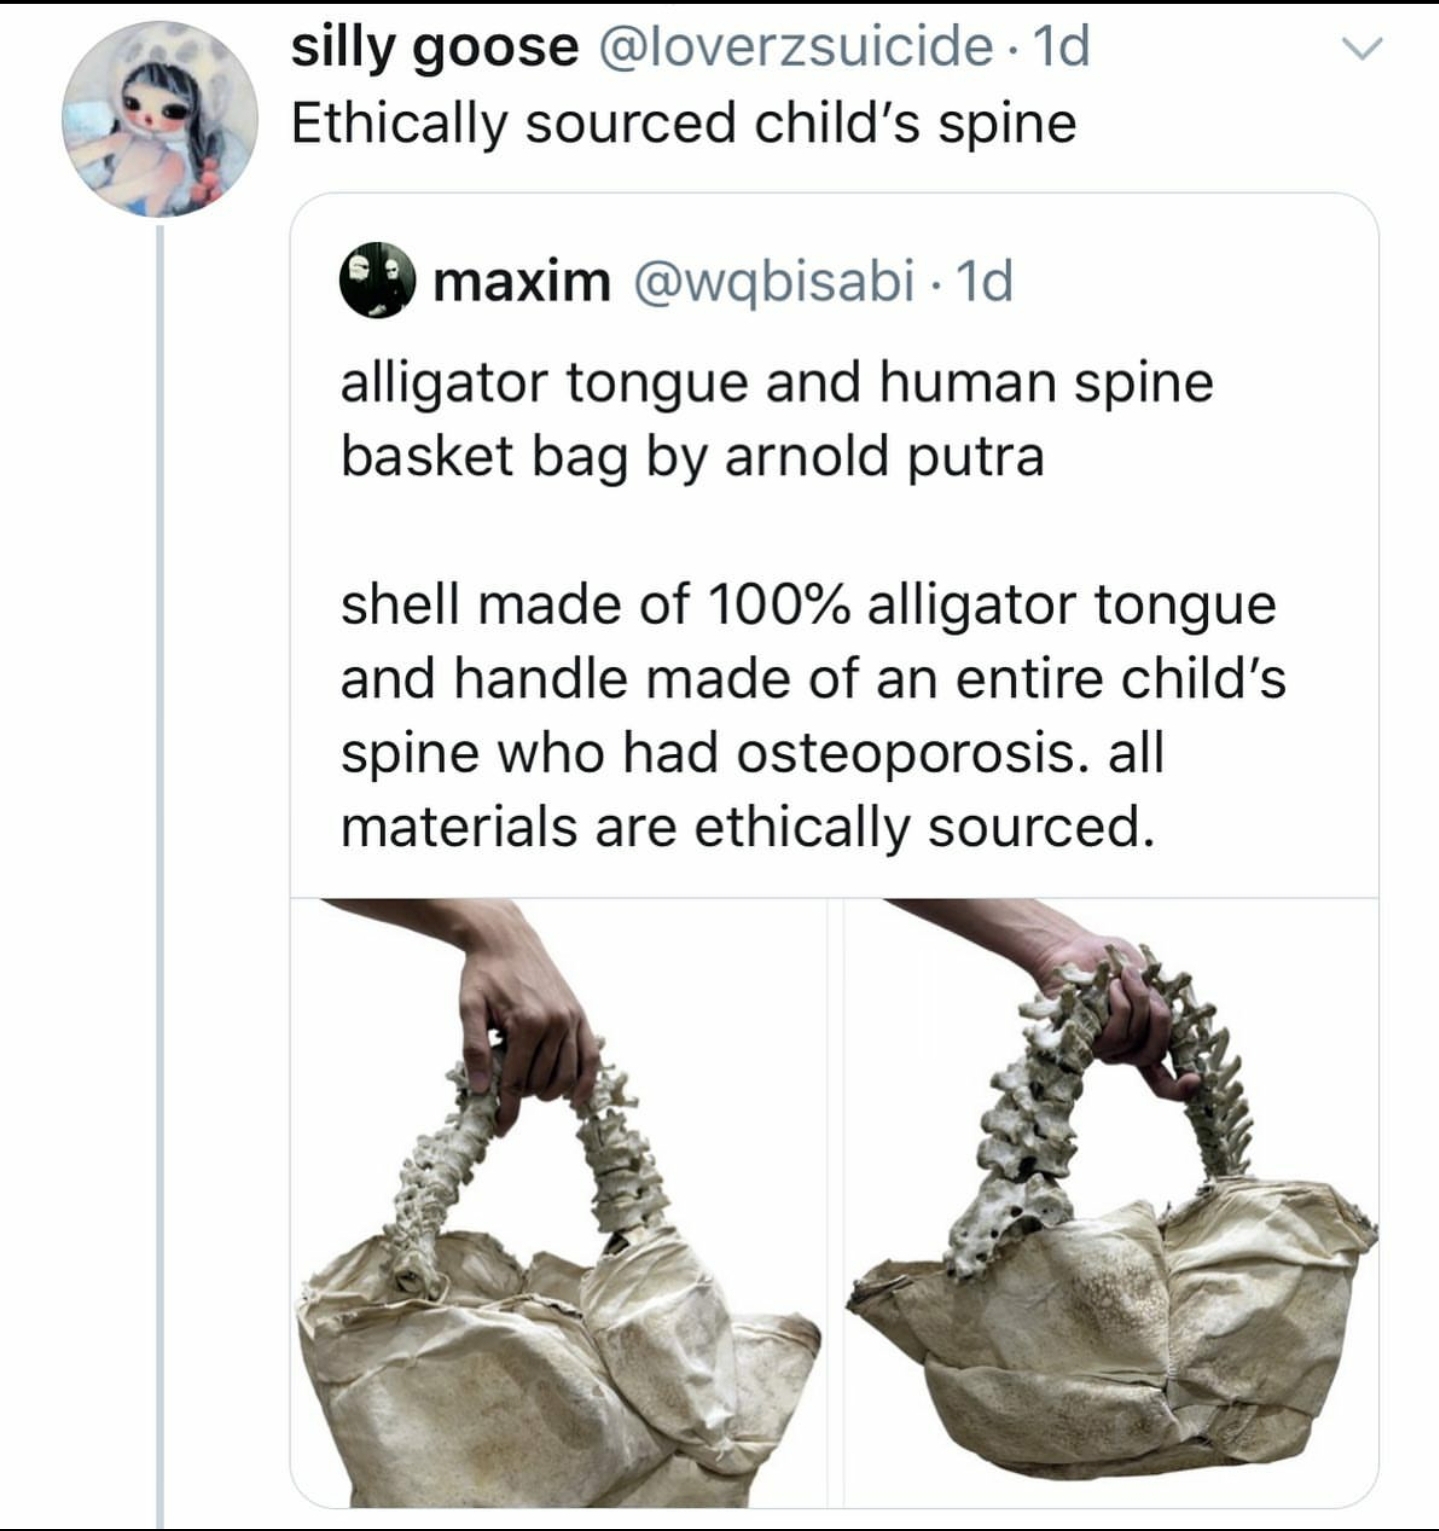 silly goose @loverzsuicide · 1d
Ethically sourced child’s spine
maxim @wqbisabi · 1d
alligator tongue and human spine
basket bag by arnold putra
shell made of 100% alligator tongue
and handle made of an entire child’s
spine who had osteoporosis. all
materials are ethically sourced.